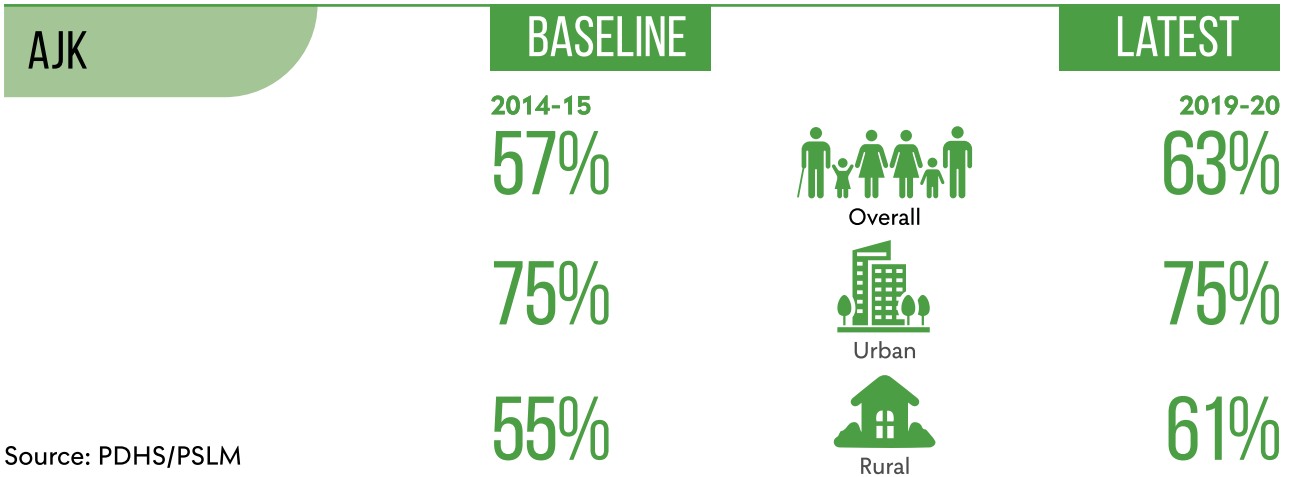 AJK
BASELINE
LATEST
2014-15
2019-20
57%
63%
Overall
75%
75%
Urban
55%
61%
Source: PDHS/PSLM
Rural